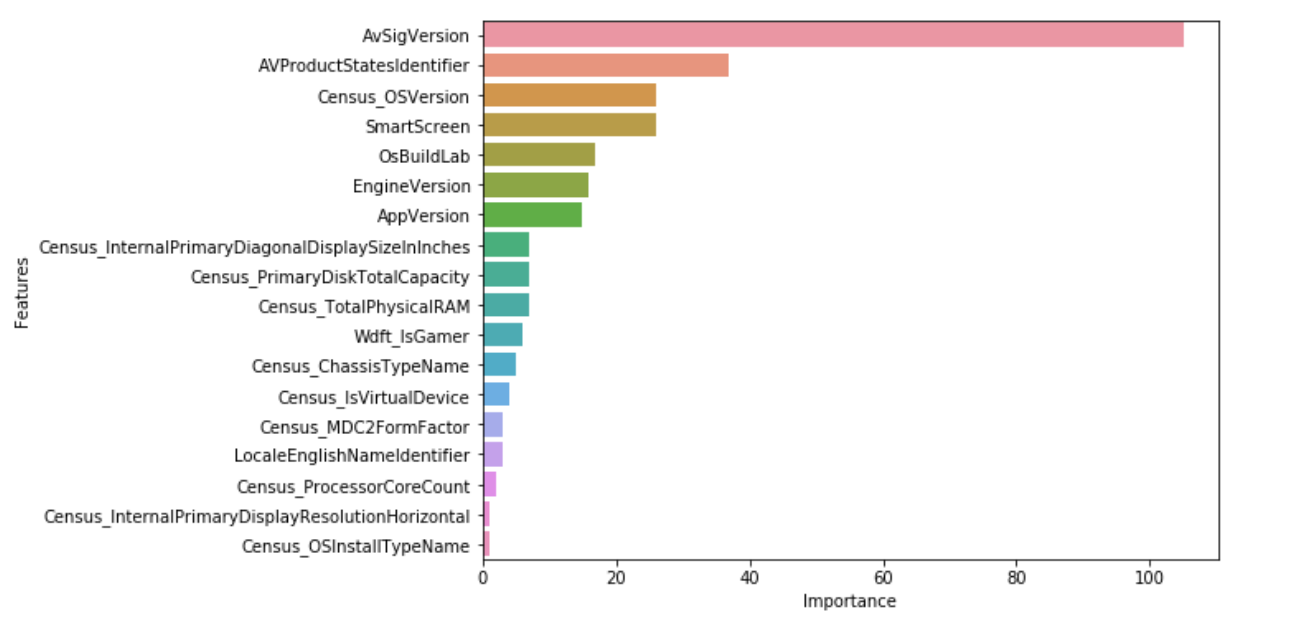 AvSigVersion
AVProductStatesIdentifier
Census_OSVersion
SmartScreen
OsBuildLab
EngineVersion
AppVersion
Census_InternalPrimaryDiagonalDisplaySizeInInches
Census_PrimaryDiskTotalCapacity
Census_TotalPhysicalRAM
Wdft_IsGamer
Census_ChassisTypeName
Census_IsVirtualDevice
Census_MDC2FormFactor
LocaleEnglishNameIdentifier
Census_ProcessorCoreCount
Census_InternalPrimaryDisplayResolutionHorizontal
Census_OSInstallTypeName
Features
0 20 40 60 80 100
Importance